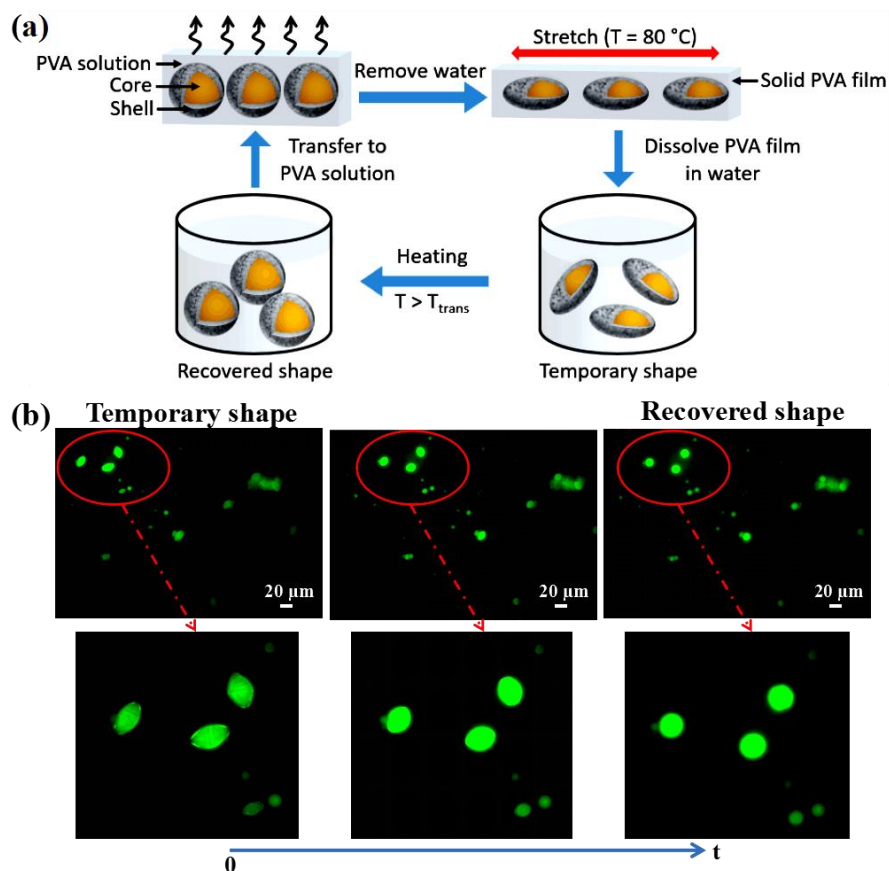 (a)
PVA solution
Core
Shell
Remove water
Stretch (T = 80 °C)
Solid PVA film
Transfer to
PVA solution
Dissolve PVA film
in water
Heating
T > Ttrans
Recovered shape
Temporary shape
(b)
Temporary shape
Recovered shape
20 µm
20 µm
20 µm
0
t